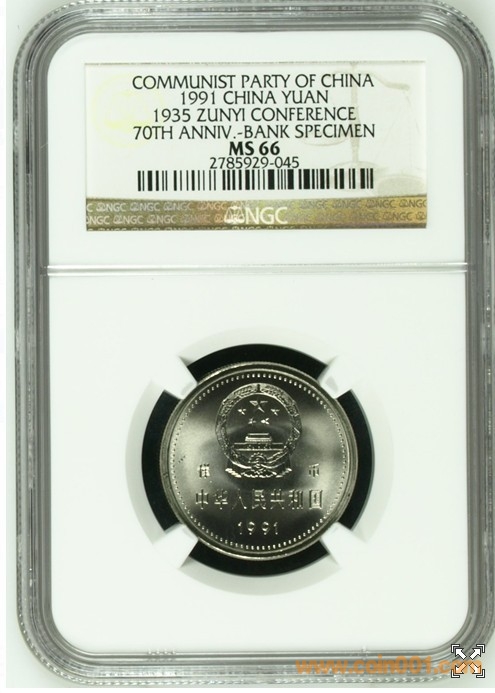 COMMUNIST PARTY OF CHINA
1991 CHINA YUAN
1935 ZUNYI CONFERENCE
70TH ANNIV.-BANK SPECIMEN
MS 66
2785929-045
NGC
样 币
中华人民共和国
1991
www.coin001.com